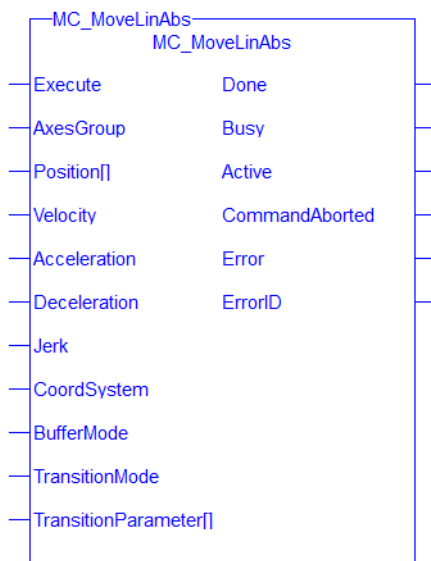 MC_MoveLinAbs
MC_MoveLinAbs
Execute Done
AxesGroup Busy
Position[] Active
Velocity CommandAborted
Acceleration Error
Deceleration ErrorID
Jerk
CoordSystem
BufferMode
TransitionMode
TransitionParameter[]